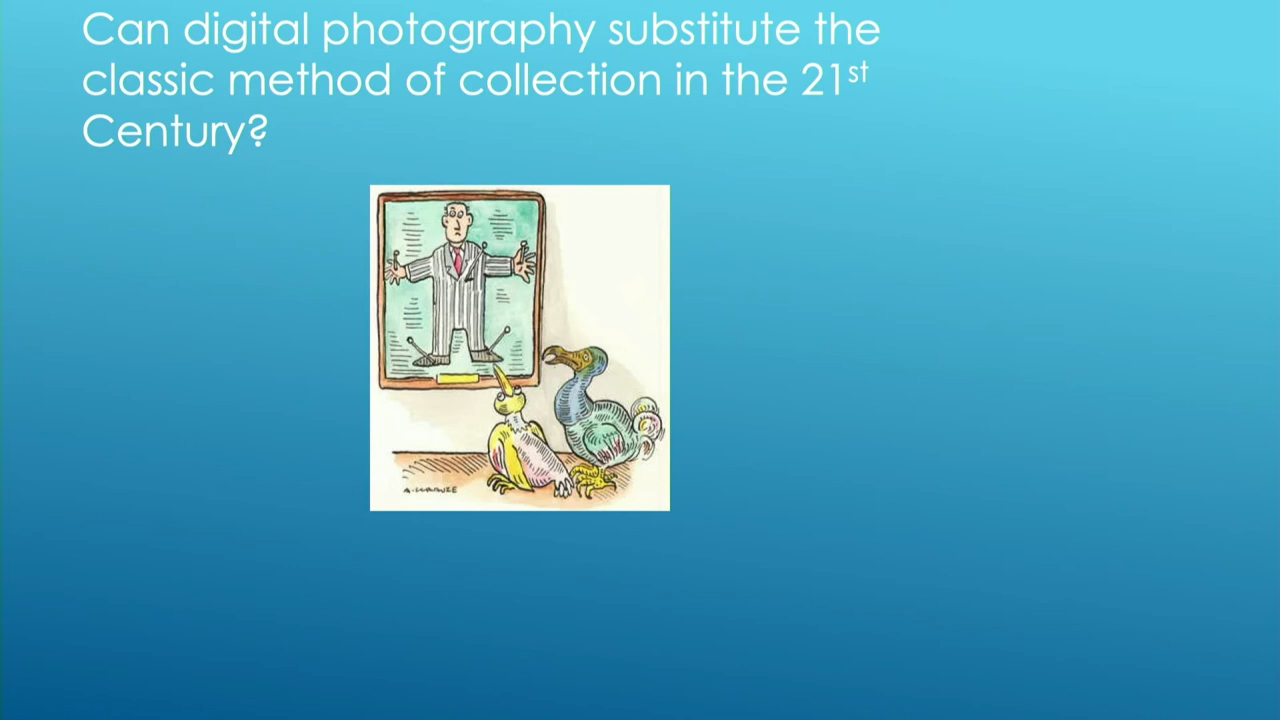 Can digital photography substitute the
classic method of collection in the 21st
Century?